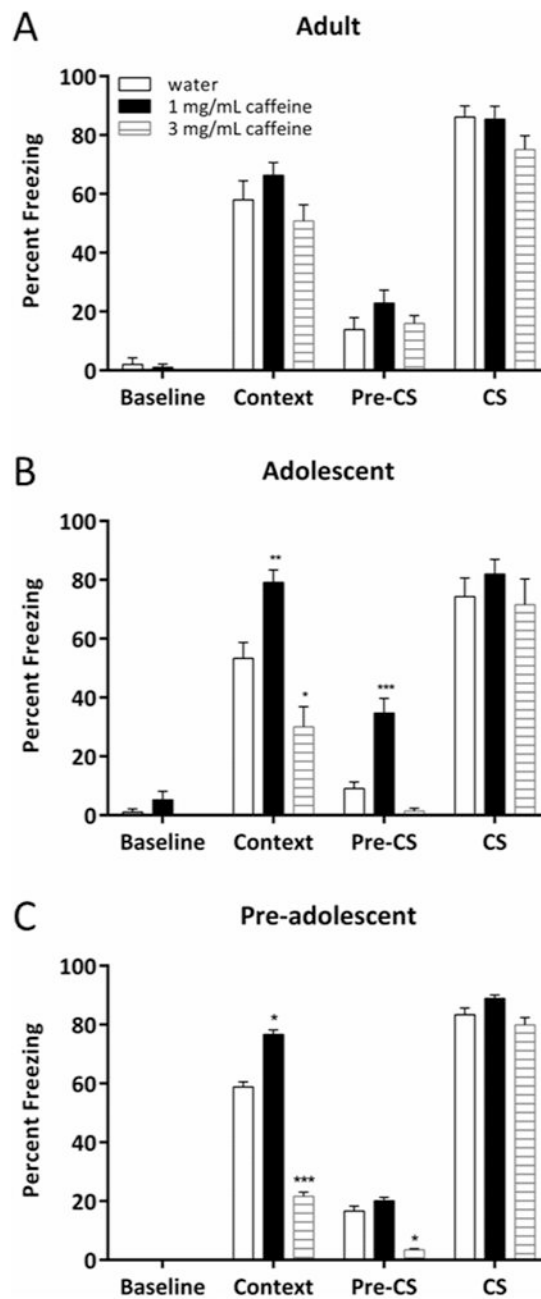 A
Adult
water
1 mg/mL caffeine
3 mg/mL caffeine
Percent Freezing
100
80
60
40
20
0
Baseline Context Pre-CS CS
B
Adolescent
Percent Freezing
100
80
60
40
20
0
**
*
***
Baseline Context Pre-CS CS
C
Pre-adolescent
Percent Freezing
100
80
60
40
20
0
*
***
*
Baseline Context Pre-CS CS